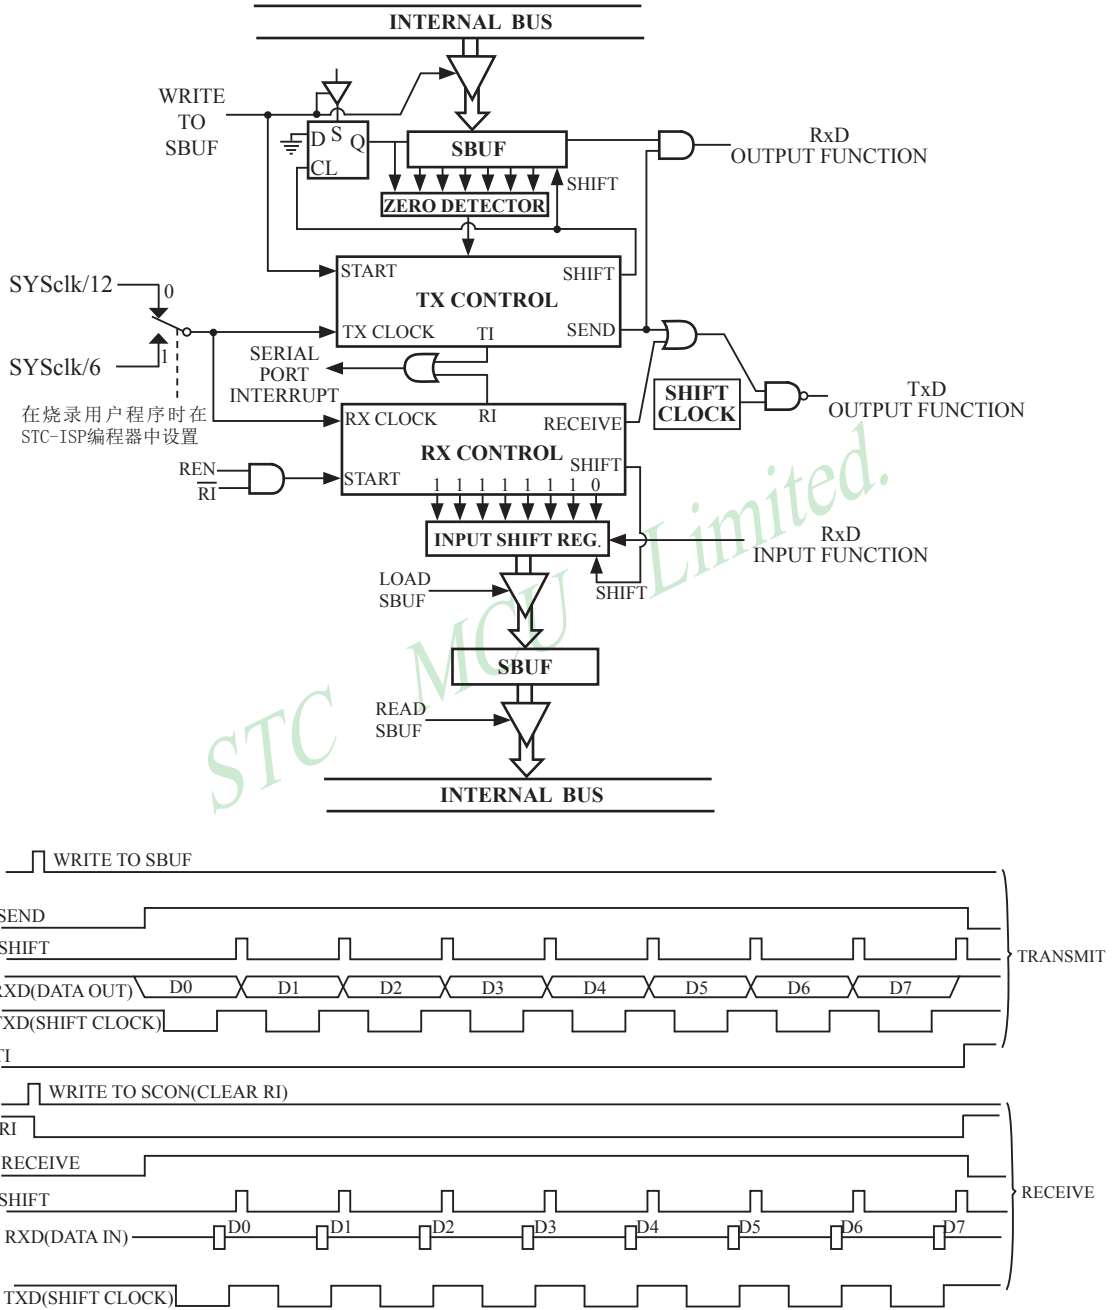 INTERNAL BUS
WRITE
TO
SBUF
D S Q
CL
SBUF
RxD
OUTPUT FUNCTION
SHIFT
ZERO DETECTOR
START
SHIFT
TX CONTROL
TX CLOCK
TI
SEND
SYSclk/12
0
1
SYSclk/6
在烧录用户程序时在
STC-ISP编程器中设置
SERIAL
PORT
INTERRUPT
SHIFT
CLOCK
TxD
OUTPUT FUNCTION
RX CLOCK
RI
RECEIVE
RX CONTROL
SHIFT
START
1 1 1 1 1 1 1 0
REN
R̅I̅
INPUT SHIFT REG.
RxD
INPUT FUNCTION
LOAD
SBUF
SHIFT
SBUF
READ
SBUF
INTERNAL BUS
STC MCU Limited.
WRITE TO SBUF
SEND
SHIFT
RXD(DATA OUT) D0 D1 D2 D3 D4 D5 D6 D7
TXD(SHIFT CLOCK)
TI
TRANSMIT
WRITE TO SCON(CLEAR RI)
RI
RECEIVE
SHIFT
RXD(DATA IN) D0 D1 D2 D3 D4 D5 D6 D7
TXD(SHIFT CLOCK)
RECEIVE